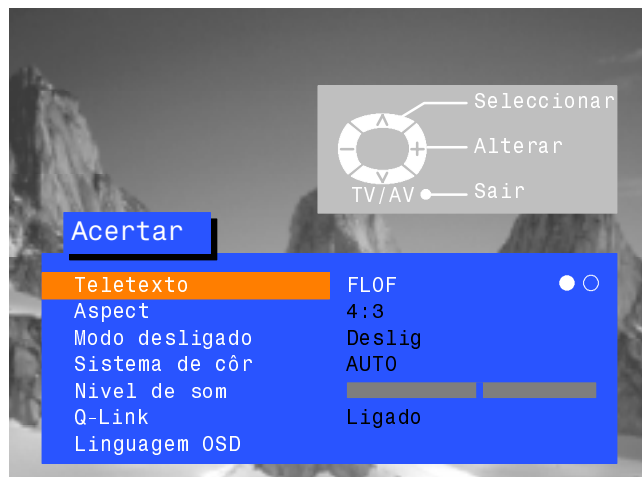 Seleccionar
Alterar
TV/AV Sair
Acertar
Teletexto FLOF
Aspect 4:3
Modo desligado Deslig
Sistema de côr AUTO
Nivel de som
Q-Link Ligado
Linguagem OSD